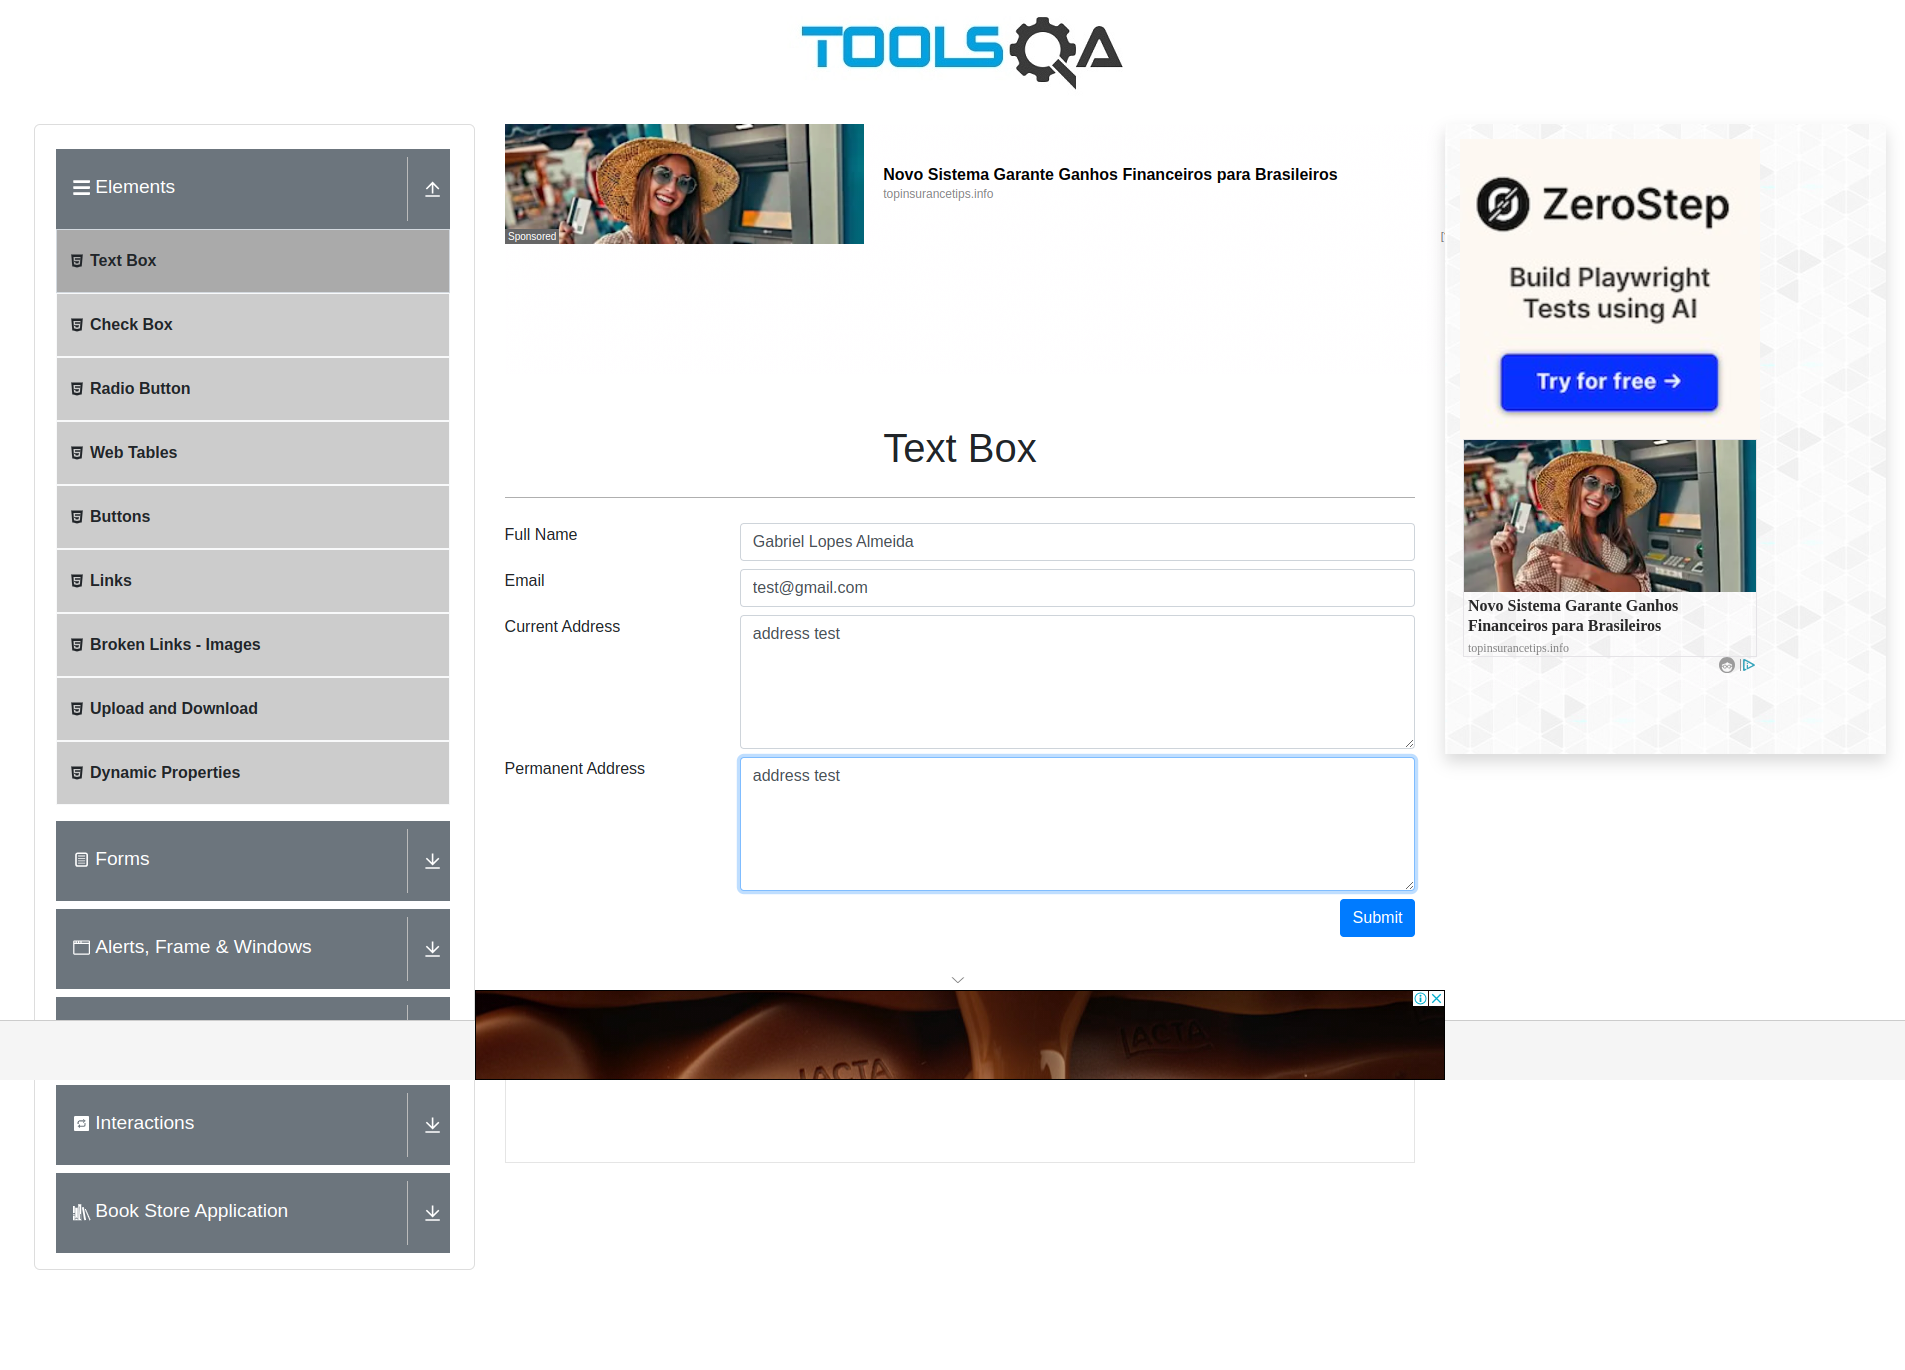 TOOLSQA
Elements
Text Box
Check Box
Radio Button
Web Tables
Buttons
Links
Broken Links - Images
Upload and Download
Dynamic Properties
Forms
Alerts, Frame & Windows
Interactions
Book Store Application
Sponsored
Novo Sistema Garante Ganhos Financeiros para Brasileiros
topinsurancetips.info
Text Box
Full Name
Gabriel Lopes Almeida
Email
test@gmail.com
Current Address
address test
Permanent Address
address test
Submit
LACTA
LACTA
ZeroStep
Build Playwright
Tests using AI
Try for free →
Novo Sistema Garante Ganhos
Financeiros para Brasileiros
topinsurancetips.info